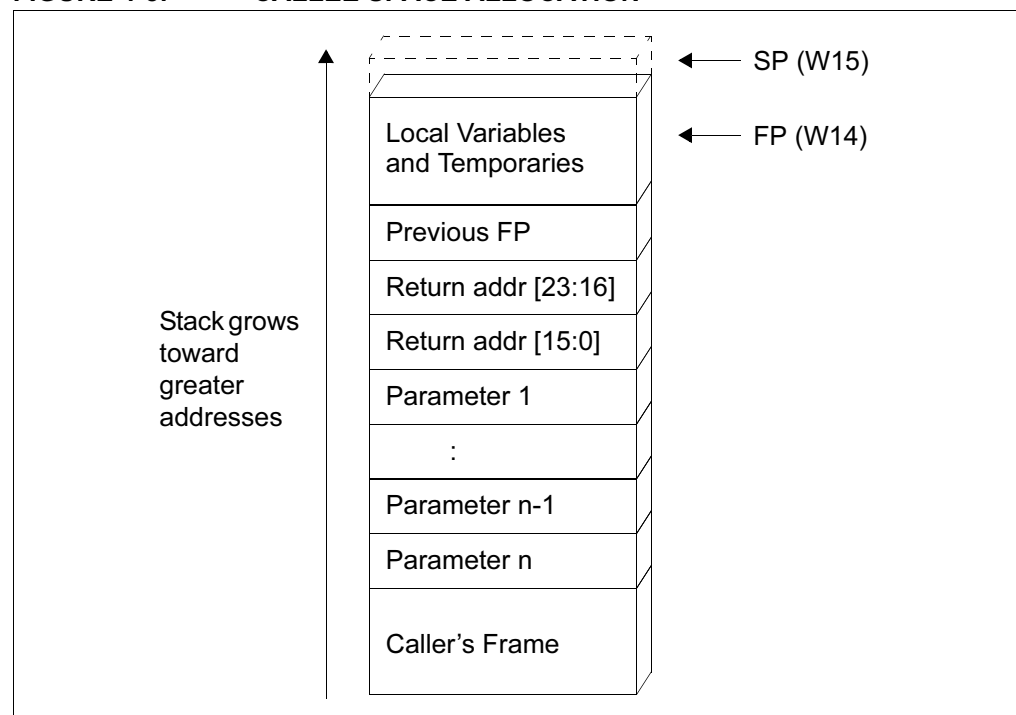 SP (W15)
Local Variables
and Temporaries
FP (W14)
Previous FP
Return addr [23:16]
Stack grows
toward
greater
addresses
Return addr [15:0]
Parameter 1
:
Parameter n-1
Parameter n
Caller's Frame